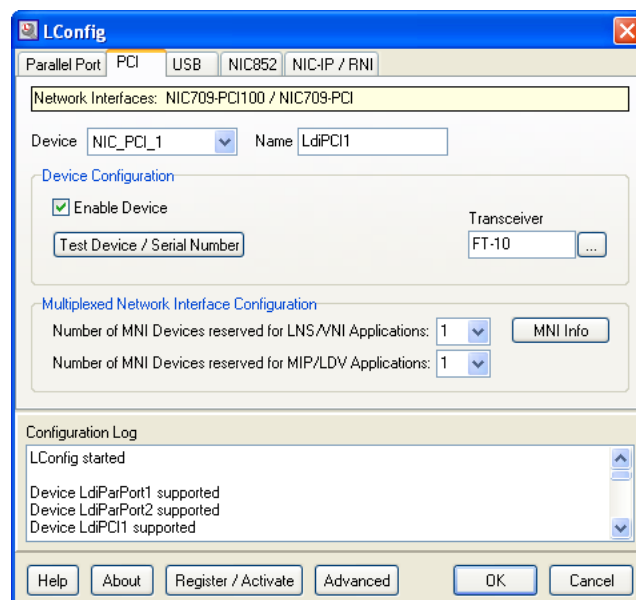 LConfig
Parallel Port PCI USB NIC852 NIC-IP / RNI
Network Interfaces: NIC709-PCI100 / NIC709-PCI
Device NIC_PCI_1 Name LdiPCI1
Device Configuration
Enable Device
Transceiver
Test Device / Serial Number FT-10 ...
Multiplexed Network Interface Configuration
Number of MNI Devices reserved for LNS/VNI Applications: 1 MNI Info
Number of MNI Devices reserved for MIP/LDV Applications: 1
Configuration Log
LConfig started
Device LdiParPort1 supported
Device LdiParPort2 supported
Device LdiPCI1 supported
Help About Register / Activate Advanced OK Cancel